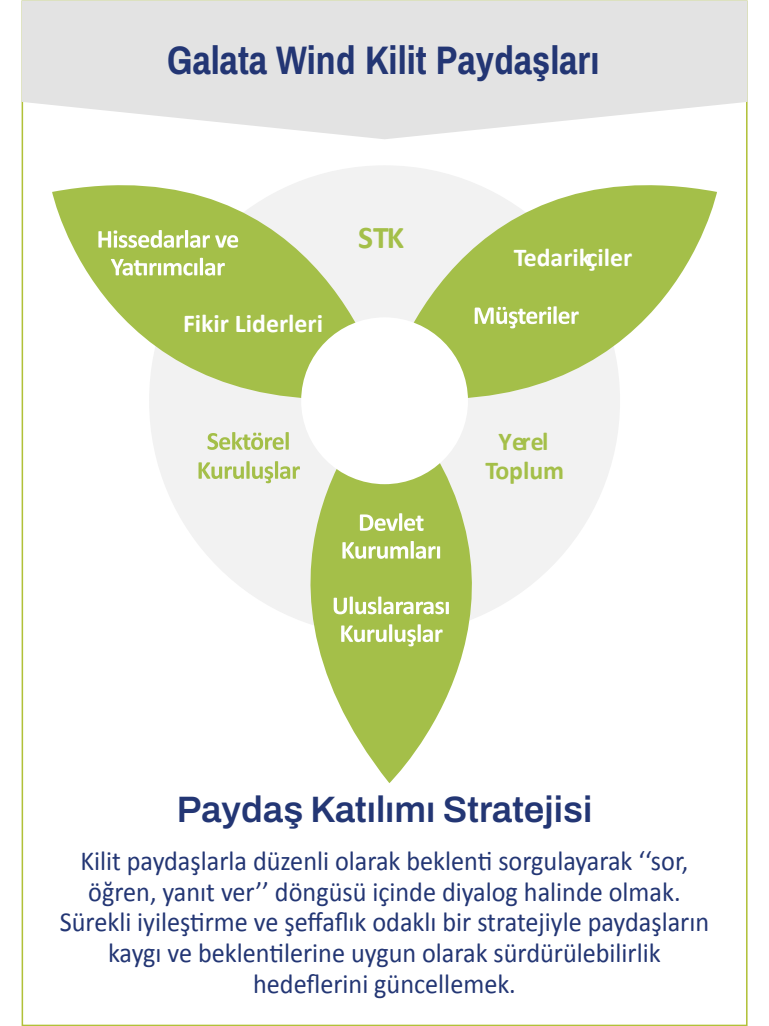 Galata Wind Kilit Paydaşları
Hissedarlar ve
Yatırımcılar
Fikir Liderleri
STK
Tedarikçiler
Müşteriler
Sektörel
Kuruluşlar
Yerel
Toplum
Devlet
Kurumları
Uluslararası
Kuruluşlar
Paydaş Katılımı Stratejisi
Kilit paydaşlarla düzenli olarak beklenti sorgulayarak ‘‘sor,
öğren, yanıt ver’’ döngüsü içinde diyalog halinde olmak.
Sürekli iyileştirme ve şeffaflık odaklı bir stratejiyle paydaşların
kaygı ve beklentilerine uygun olarak sürdürülebilirlik
hedeflerini güncellemek.